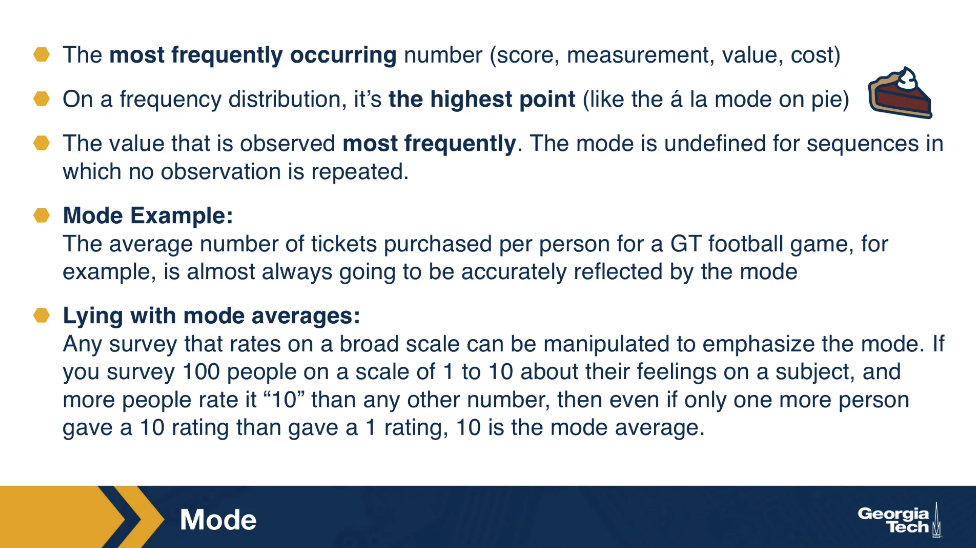 The most frequently occurring number (score, measurement, value, cost)
On a frequency distribution, it's the highest point (like the á la mode on pie)
The value that is observed most frequently. The mode is undefined for sequences in
which no observation is repeated.
Mode Example:
The average number of tickets purchased per person for a GT football game, for
example, is almost always going to be accurately reflected by the mode
Lying with mode averages:
Any survey that rates on a broad scale can be manipulated to emphasize the mode. If
you survey 100 people on a scale of 1 to 10 about their feelings on a subject, and
more people rate it “10” than any other number, then even if only one more person
gave a 10 rating than gave a 1 rating, 10 is the mode average.
Mode
Georgia
Tech